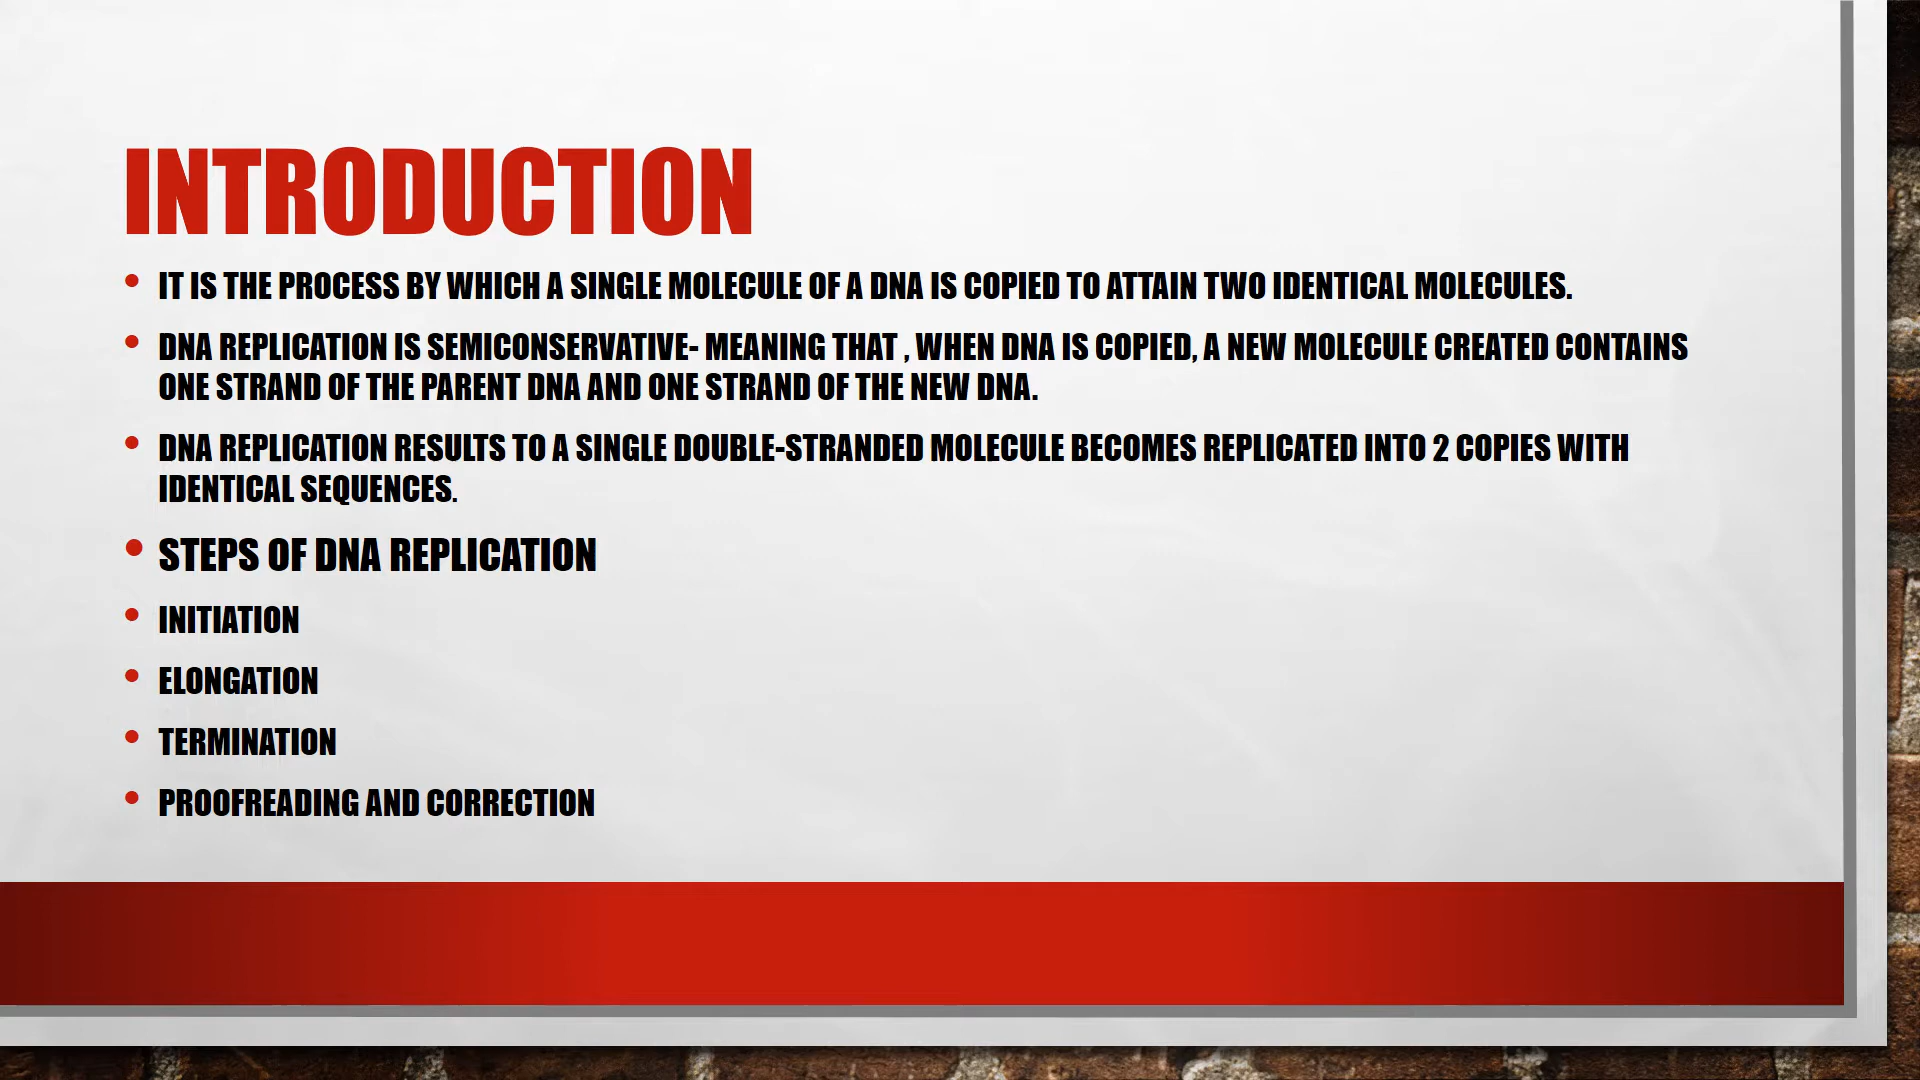 INTRODUCTION
• IT IS THE PROCESS BY WHICH A SINGLE MOLECULE OF A DNA IS COPIED TO ATTAIN TWO IDENTICAL MOLECULES.
• DNA REPLICATION IS SEMICONSERVATIVE- MEANING THAT , WHEN DNA IS COPIED, A NEW MOLECULE CREATED CONTAINS
ONE STRAND OF THE PARENT DNA AND ONE STRAND OF THE NEW DNA.
• DNA REPLICATION RESULTS TO A SINGLE DOUBLE-STRANDED MOLECULE BECOMES REPLICATED INTO 2 COPIES WITH
IDENTICAL SEQUENCES.
• STEPS OF DNA REPLICATION
• INITIATION
• ELONGATION
• TERMINATION
• PROOFREADING AND CORRECTION